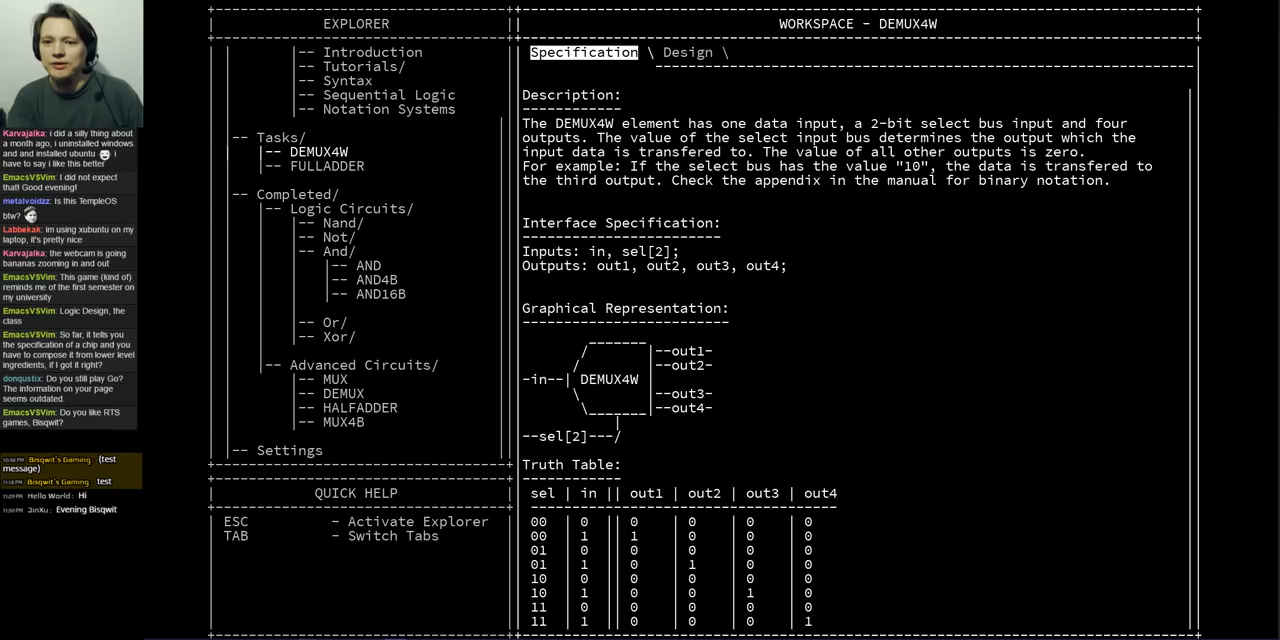 EXPLORER
|-- Introduction
|-- Tutorials/
|-- Syntax
|-- Sequential Logic
|-- Notation Systems
-- Tasks/
|-- DEMUX4W
|-- FULLADDER
-- Completed/
|-- Logic Circuits/
|-- Nand/
|-- Not/
|-- And/
|-- AND
|-- AND4B
|-- AND16B
|-- Or/
|-- Xor/
|-- Advanced Circuits/
|-- MUX
|-- DEMUX
|-- HALFADDER
|-- MUX4B
|-- Settings
QUICK HELP
ESC - Activate Explorer
TAB - Switch Tabs
WORKSPACE - DEMUX4W
Specification \ Design \
Description:
------------
The DEMUX4W element has one data input, a 2-bit select bus input and four
outputs. The value of the select input bus determines the output which the
input data is transfered to. The value of all other outputs is zero.
For example: If the select bus has the value "10", the data is transfered to
the third output. Check the appendix in the manual for binary notation.
Interface Specification:
------------------------
Inputs: in, sel[2];
Outputs: out1, out2, out3, out4;
Graphical Representation:
-------------------------
|--out1-
|--out2-
-in--| DEMUX4W
|--out3-
|--out4-
--sel[2]---/
Truth Table:
------------
sel | in || out1 | out2 | out3 | out4
00 | 0 || 0 | 0 | 0 | 0
00 | 1 || 1 | 0 | 0 | 0
01 | 0 || 0 | 0 | 0 | 0
01 | 1 || 0 | 1 | 0 | 0
10 | 0 || 0 | 0 | 0 | 0
10 | 1 || 0 | 0 | 1 | 0
11 | 0 || 0 | 0 | 0 | 0
11 | 1 || 0 | 0 | 0 | 1
Karvajalka: i did a silly thing about
a month ago, i uninstalled windows
and and installed ubuntu i
have to say i like this better
EmacsVSVim: I did not expect
that! Good evening!
metalvoidzz: Is this TempleOS
btw?
Labbekak: im using xubuntu on my
laptop, it's pretty nice
Karvajalka: the webcam is going
bananas zooming in and out
EmacsVSVim: This game (kind of)
reminds me of the first semester on
my university
EmacsVSVim: Logic Design, the
class
EmacsVSVim: So far, it tells you
the specification of a chip and you
have to compose it from lower level
ingredients, if I got it right?
donqustix: Do you still play Go?
The information on your page
seems outdated.
EmacsVSVim: Do you like RTS
games, Bisqwit?
10:58 PM Bisqwit's Gaming: (test
message)
11:18 PM Bisqwit's Gaming: test
11:29 PM Hello World: Hi
11:50 PM JinXu: Evening Bisqwit